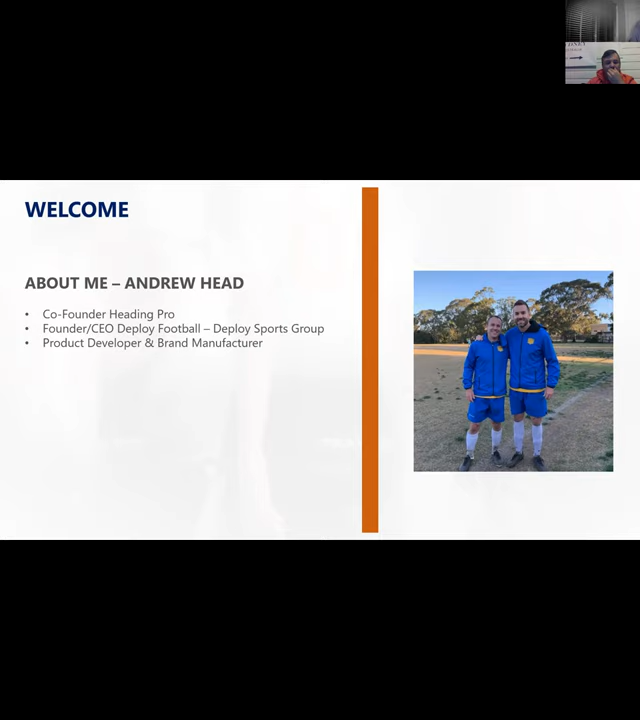 WELCOME
ABOUT ME – ANDREW HEAD
• Co-Founder Heading Pro
• Founder/CEO Deploy Football – Deploy Sports Group
• Product Developer & Brand Manufacturer